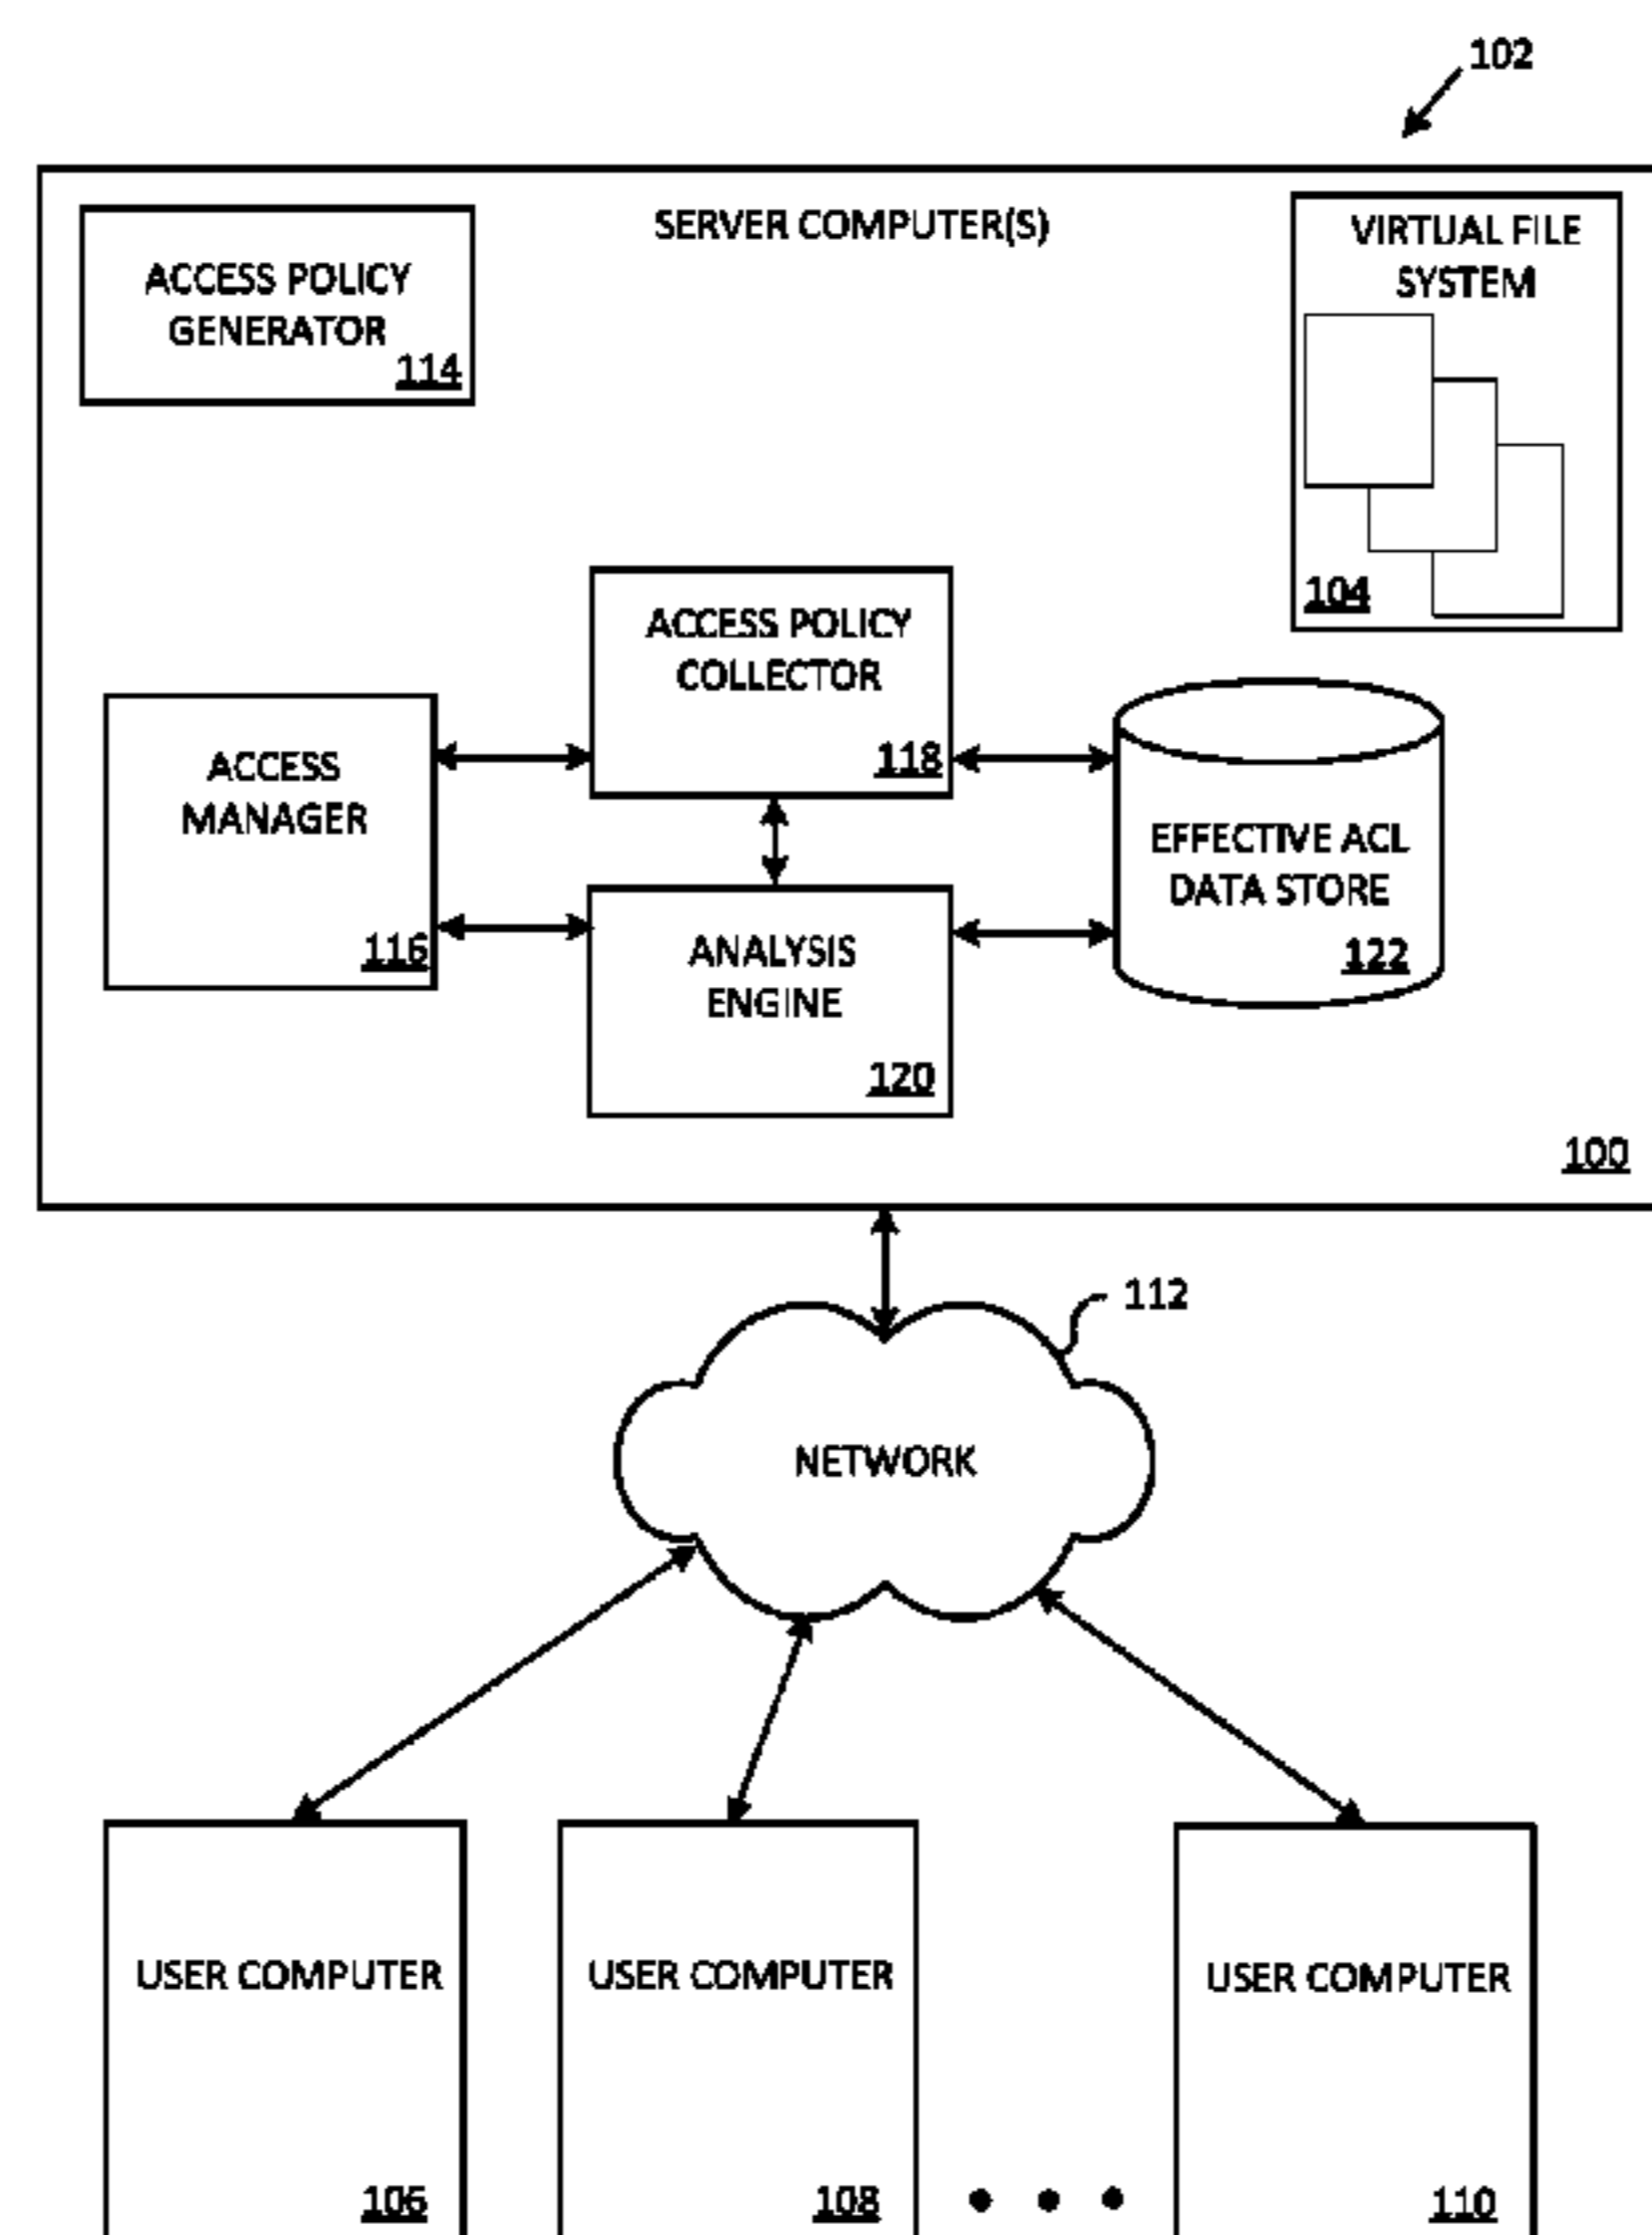 102
SERVER COMPUTER(S)
ACCESS POLICY
GENERATOR
114
VIRTUAL FILE
SYSTEM
104
ACCESS POLICY
COLLECTOR
118
ACCESS
MANAGER
116
ANALYSIS
ENGINE
120
EFFECTIVE ACL
DATA STORE
122
100
112
NETWORK
USER COMPUTER
106
USER COMPUTER
108
USER COMPUTER
110